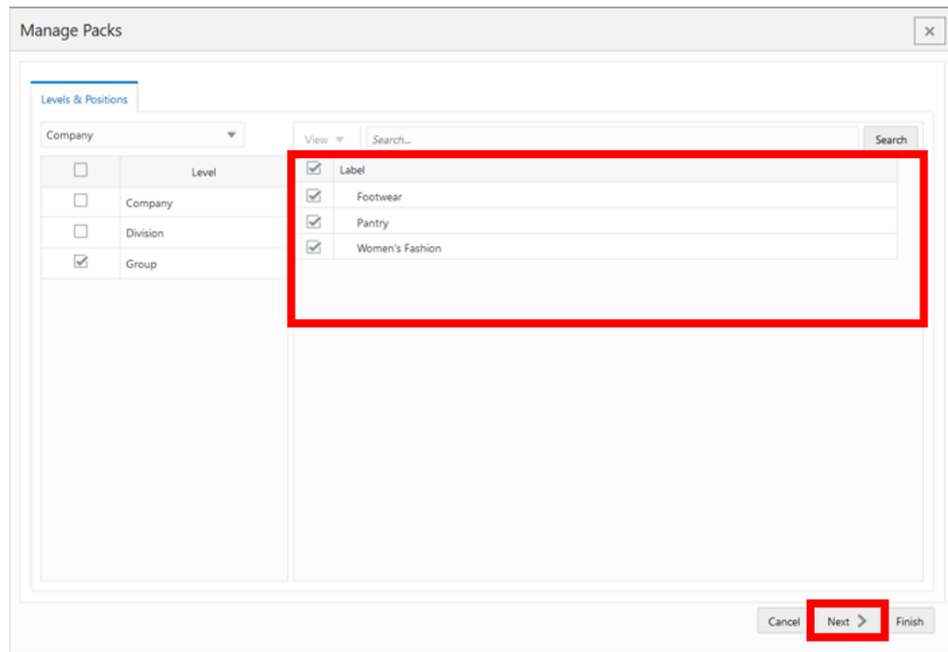 Manage Packs
Levels & Positions
Company
View
Search...
Search
Level
Company
Division
Group
Label
Footwear
Pantry
Women's Fashion
Cancel
Next
Finish